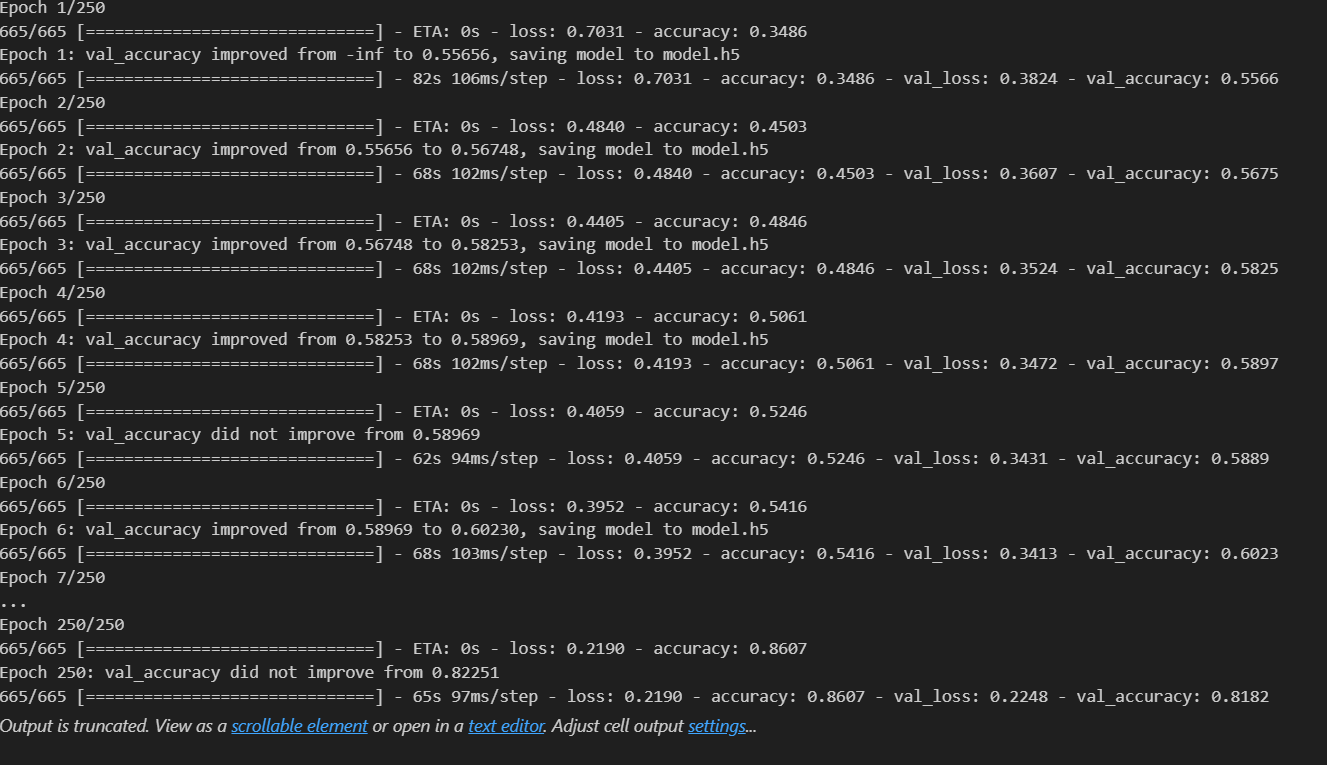 Epoch 1/250
665/665 [==============================] - ETA: 0s - loss: 0.7031 - accuracy: 0.3486
Epoch 1: val_accuracy improved from -inf to 0.55656, saving model to model.h5
665/665 [==============================] - 82s 106ms/step - loss: 0.7031 - accuracy: 0.3486 - val_loss: 0.3824 - val_accuracy: 0.5566
Epoch 2/250
665/665 [==============================] - ETA: 0s - loss: 0.4840 - accuracy: 0.4503
Epoch 2: val_accuracy improved from 0.55656 to 0.56748, saving model to model.h5
665/665 [==============================] - 68s 102ms/step - loss: 0.4840 - accuracy: 0.4503 - val_loss: 0.3607 - val_accuracy: 0.5675
Epoch 3/250
665/665 [==============================] - ETA: 0s - loss: 0.4405 - accuracy: 0.4846
Epoch 3: val_accuracy improved from 0.56748 to 0.58253, saving model to model.h5
665/665 [==============================] - 68s 102ms/step - loss: 0.4405 - accuracy: 0.4846 - val_loss: 0.3524 - val_accuracy: 0.5825
Epoch 4/250
665/665 [==============================] - ETA: 0s - loss: 0.4193 - accuracy: 0.5061
Epoch 4: val_accuracy improved from 0.58253 to 0.58969, saving model to model.h5
665/665 [==============================] - 68s 102ms/step - loss: 0.4193 - accuracy: 0.5061 - val_loss: 0.3472 - val_accuracy: 0.5897
Epoch 5/250
665/665 [==============================] - ETA: 0s - loss: 0.4059 - accuracy: 0.5246
Epoch 5: val_accuracy did not improve from 0.58969
665/665 [==============================] - 62s 94ms/step - loss: 0.4059 - accuracy: 0.5246 - val_loss: 0.3431 - val_accuracy: 0.5889
Epoch 6/250
665/665 [==============================] - ETA: 0s - loss: 0.3952 - accuracy: 0.5416
Epoch 6: val_accuracy improved from 0.58969 to 0.60230, saving model to model.h5
665/665 [==============================] - 68s 103ms/step - loss: 0.3952 - accuracy: 0.5416 - val_loss: 0.3413 - val_accuracy: 0.6023
Epoch 7/250
...
Epoch 250/250
665/665 [==============================] - ETA: 0s - loss: 0.2190 - accuracy: 0.8607
Epoch 250: val_accuracy did not improve from 0.82251
665/665 [==============================] - 65s 97ms/step - loss: 0.2190 - accuracy: 0.8607 - val_loss: 0.2248 - val_accuracy: 0.8182
Output is truncated. View as a scrollable element or open in a text editor. Adjust cell output settings...